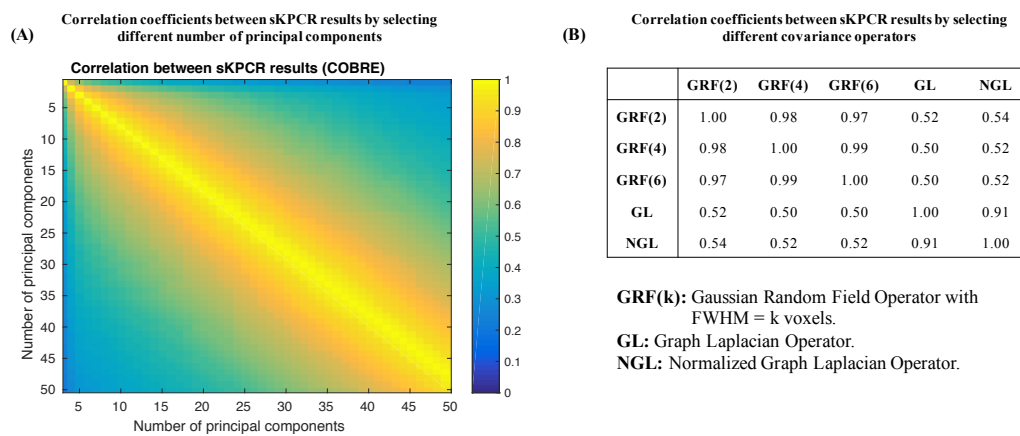 (A)
Correlation coefficients between sKPCR results by selecting
different number of principal components
Correlation between sKPCR results (COBRE)
Number of principal components
5
10
15
20
25
30
35
40
45
50
5 10 15 20 25 30 35 40 45 50
Number of principal components
1
0.9
0.8
0.7
0.6
0.5
0.4
0.3
0.2
0.1
0
(B)
Correlation coefficients between sKPCR results by selecting
different covariance operators
GRF(2) GRF(4) GRF(6) GL NGL
GRF(2) 1.00 0.98 0.97 0.52 0.54
GRF(4) 0.98 1.00 0.99 0.50 0.52
GRF(6) 0.97 0.99 1.00 0.50 0.52
GL 0.52 0.50 0.50 1.00 0.91
NGL 0.54 0.52 0.52 0.91 1.00
GRF(k): Gaussian Random Field Operator with
FWHM = k voxels.
GL: Graph Laplacian Operator.
NGL: Normalized Graph Laplacian Operator.